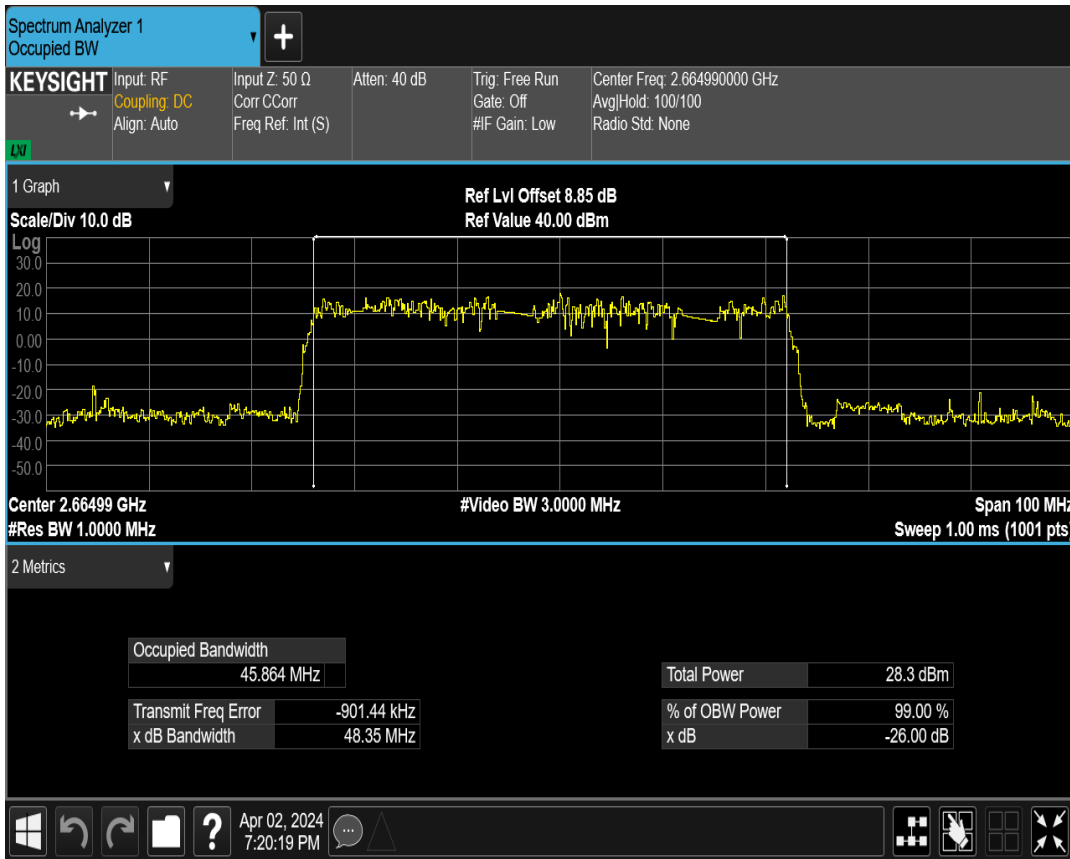 Spectrum Analyzer 1
Occupied BW
+
KEYSIGHT
LXI
Input: RF
Coupling: DC
Align: Auto
Input Z: 50 Ω
Corr CCorr
Freq Ref: Int (S)
Atten: 40 dB
Trig: Free Run
Gate: Off
#IF Gain: Low
Center Freq: 2.664990000 GHz
Avg|Hold: 100/100
Radio Std: None
1 Graph
Scale/Div 10.0 dB
Ref Lvl Offset 8.85 dB
Ref Value 40.00 dBm
Log
30.0
20.0
10.0
0.00
-10.0
-20.0
-30.0
-40.0
-50.0
Center 2.66499 GHz
#Video BW 3.0000 MHz
Span 100 MHz
#Res BW 1.0000 MHz
Sweep 1.00 ms (1001 pts)
2 Metrics
Occupied Bandwidth
45.864 MHz
Total Power 28.3 dBm
Transmit Freq Error -901.44 kHz
% of OBW Power 99.00 %
x dB Bandwidth 48.35 MHz
x dB -26.00 dB
?
Apr 02, 2024
7:20:19 PM